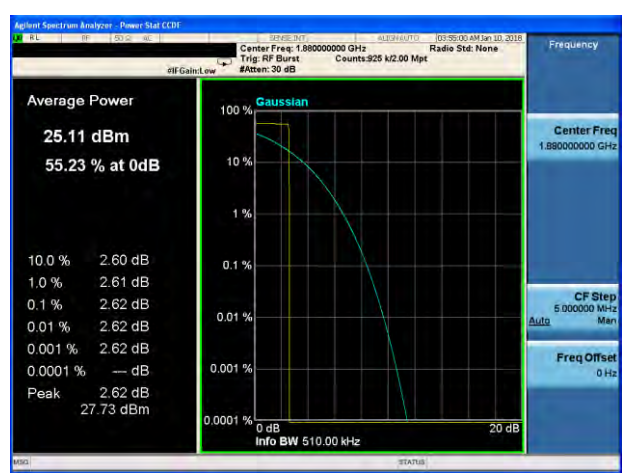 Agilent Spectrum Analyzer - Power Stat CCDF
RL RF 50 Ω AC SENSE:INT ALIGN AUTO 03:55:00 AM Jan 10, 2018
Center Freq: 1.880000000 GHz Radio Std: None
Trig: RF Burst Counts:925 k/2.00 Mpt
#IFGain:Low #Atten: 30 dB
Frequency
Average Power
25.11 dBm
55.23 % at 0dB
10.0 % 2.60 dB
1.0 % 2.61 dB
0.1 % 2.62 dB
0.01 % 2.62 dB
0.001 % 2.62 dB
0.0001 % --- dB
Peak 2.62 dB
27.73 dBm
Gaussian
100 %
10 %
1 %
0.1 %
0.01 %
0.001 %
0.0001 %
0 dB 20 dB
Info BW 510.00 kHz
Center Freq
1.880000000 GHz
CF Step
5.000000 MHz
Auto Man
Freq Offset
0 Hz
MSG STATUS